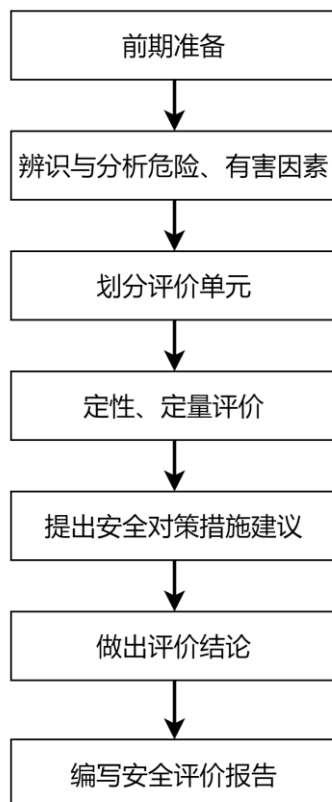 前期准备
辨识与分析危险、有害因素
划分评价单元
定性、定量评价
提出安全对策措施建议
做出评价结论
编写安全评价报告